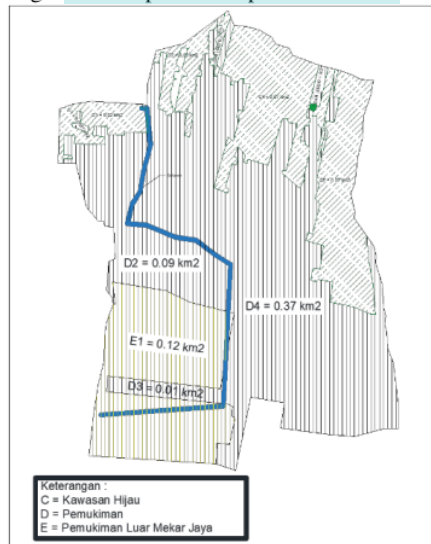 D2 = 0.09 km2
D4 = 0.37 km2
E1 = 0.12 km2
D3 = 0.01 km2
Keterangan :
C = Kawasan Hijau
D = Pemukiman
E = Pemukiman Luar Mekar Jaya